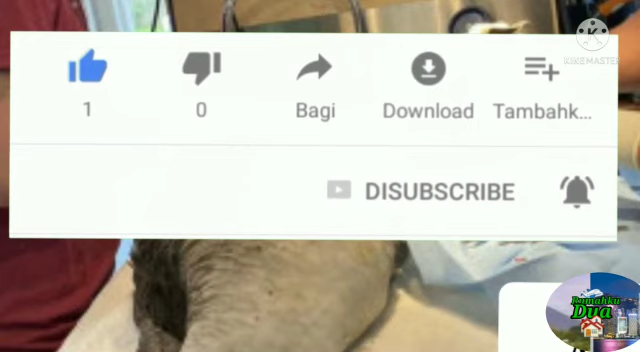 KINEMASTER
1
0
Bagi
Download
Tambahk...
DISUBSCRIBE
Rumahku
Dua